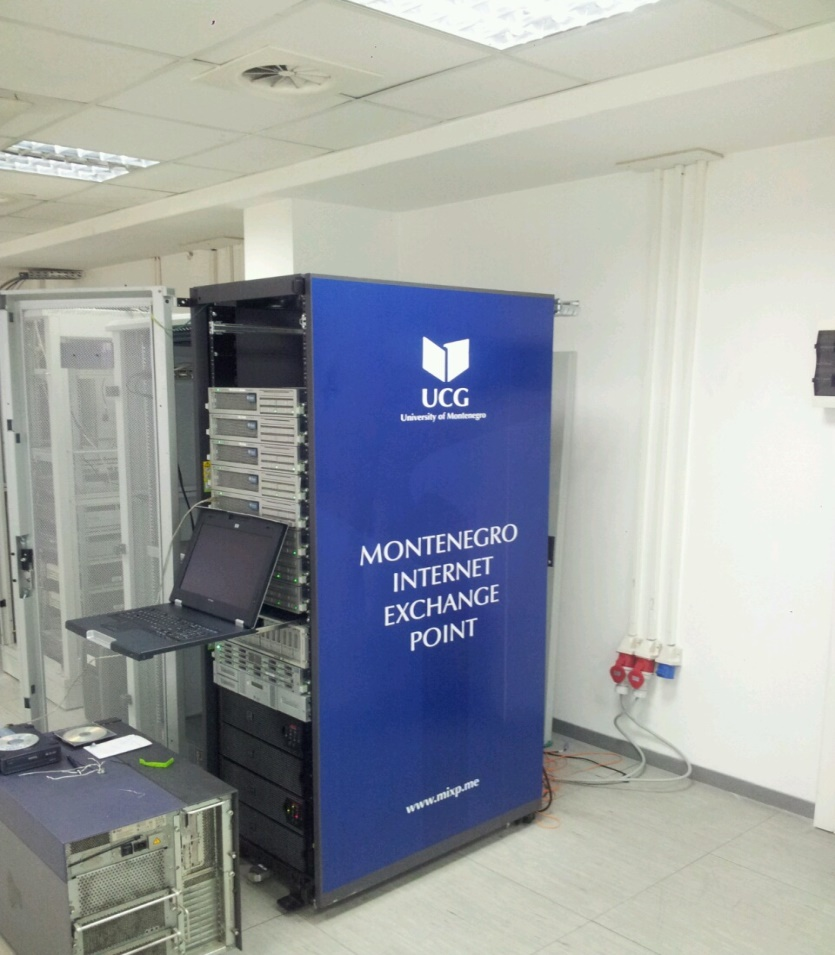 UCG
University of Montenegro
MONTENEGRO
INTERNET
EXCHANGE
POINT
www.mixp.me